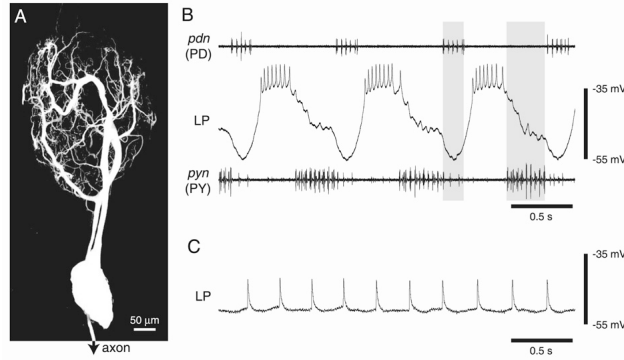 A
50 µm
axon
B
pdn
(PD)
LP
-35 mV
-55 mV
pyn
(PY)
0.5 s
C
LP
-35 mV
-55 mV
0.5 s